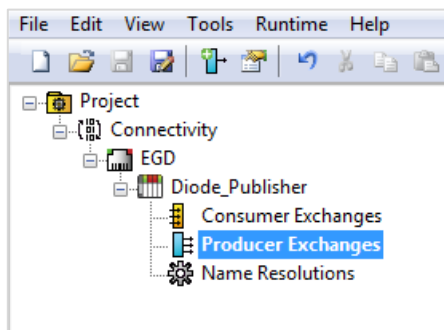 File Edit View Tools Runtime Help
Project
Connectivity
EGD
Diode_Publisher
Consumer Exchanges
Producer Exchanges
Name Resolutions